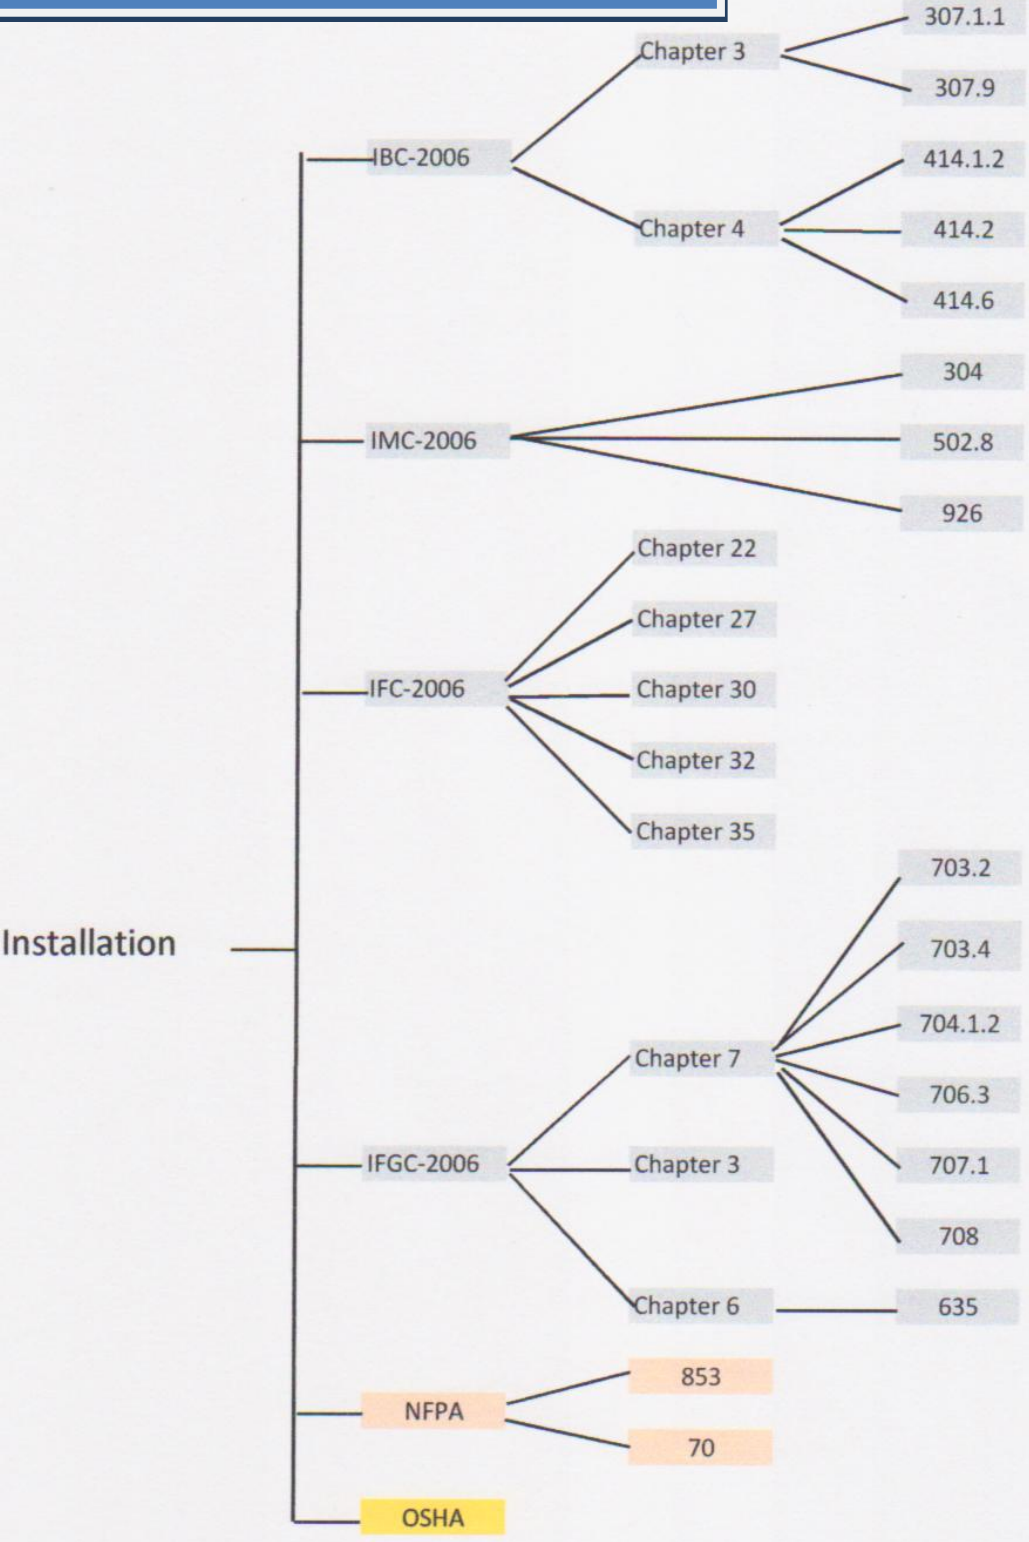 307.1.1
Chapter 3
307.9
IBC-2006
414.1.2
Chapter 4
414.2
414.6
304
IMC-2006
502.8
926
Chapter 22
Chapter 27
IFC-2006
Chapter 30
Chapter 32
Chapter 35
703.2
Installation
703.4
704.1.2
Chapter 7
706.3
IFGC-2006
Chapter 3
707.1
708
Chapter 6
635
853
NFPA
70
OSHA